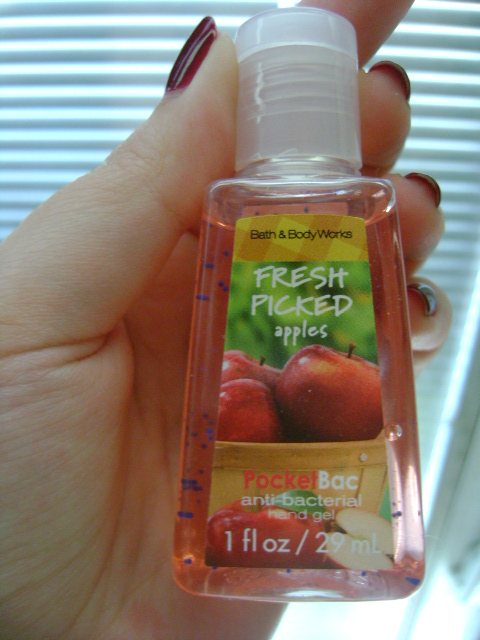 Bath & Body Works
FRESH
PICKED
apples
PocketBac
anti-bacterial
hand gel
1 fl oz / 29 mL